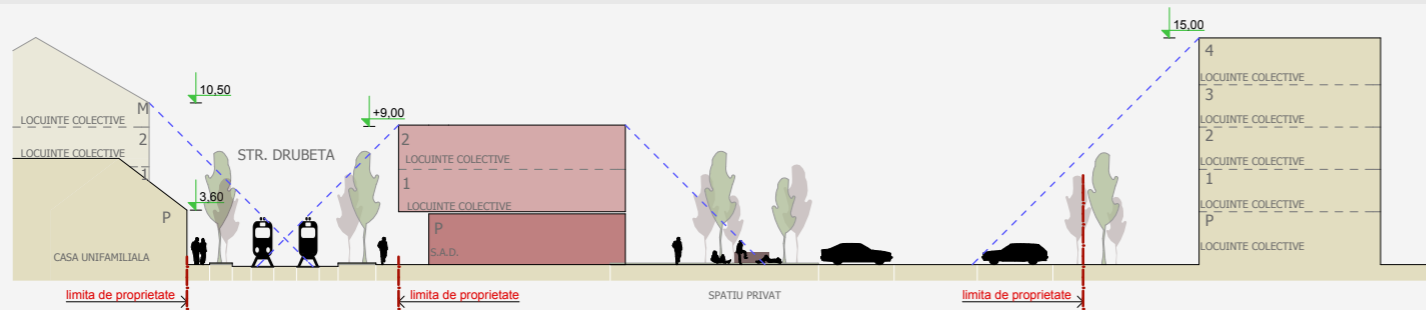 M
10,50
LOCUINTE COLECTIVE
2
LOCUINTE COLECTIVE
1
3,60
P
CASA UNIFAMILIALA
STR. DRUBETA
+9,00
2
LOCUINTE COLECTIVE
1
LOCUINTE COLECTIVE
P
S.A.D.
15,00
4
LOCUINTE COLECTIVE
3
LOCUINTE COLECTIVE
2
LOCUINTE COLECTIVE
1
LOCUINTE COLECTIVE
P
LOCUINTE COLECTIVE
limita de proprietate
limita de proprietate
SPATIU PRIVAT
limita de proprietate